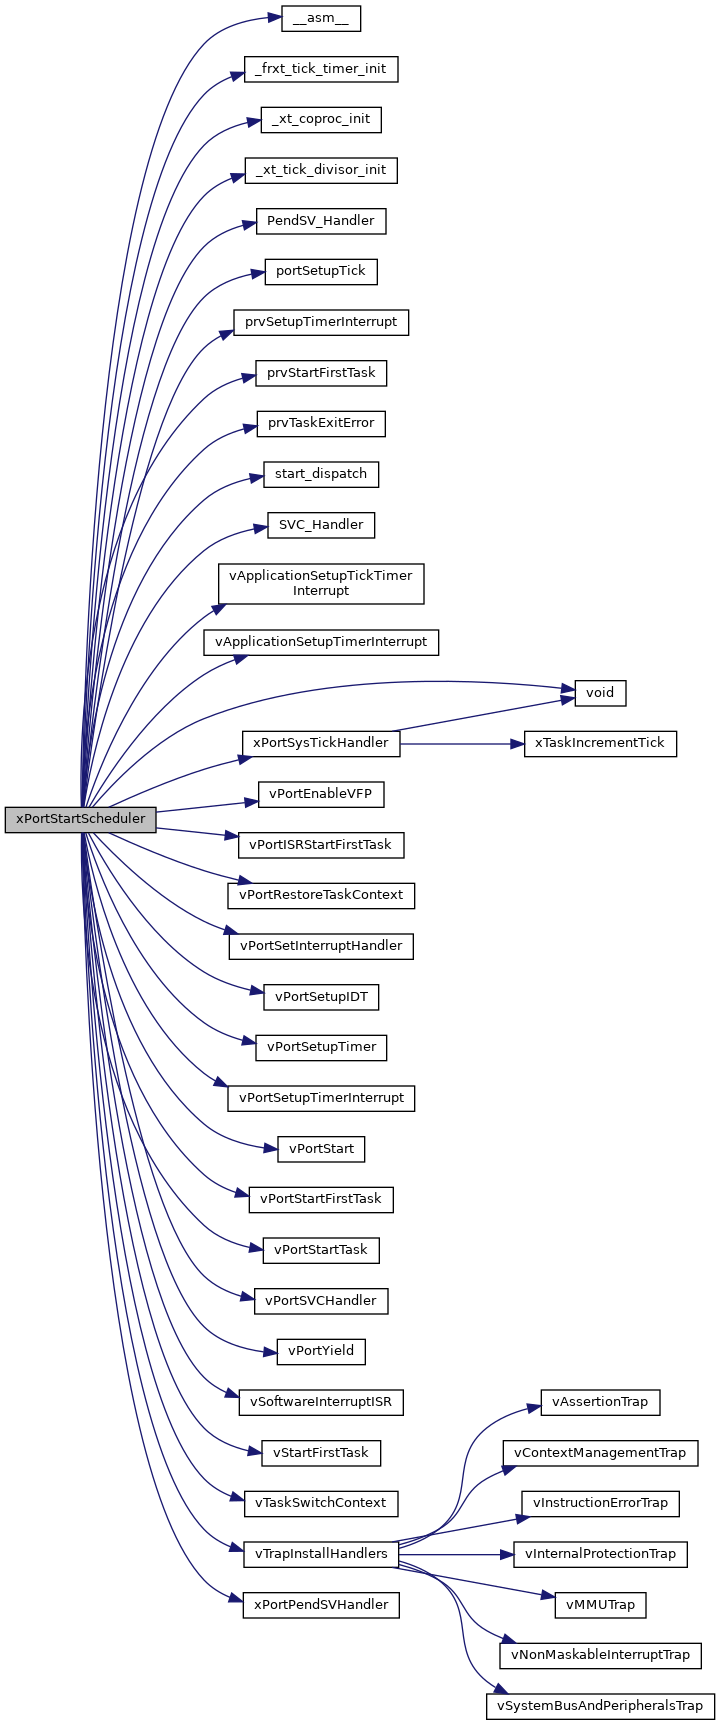 __asm__
_frxt_tick_timer_init
_xt_coproc_init
_xt_tick_divisor_init
PendSV_Handler
portSetupTick
prvSetupTimerInterrupt
prvStartFirstTask
prvTaskExitError
start_dispatch
SVC_Handler
vApplicationSetupTickTimer
Interrupt
vApplicationSetupTimerInterrupt
void
xPortSysTickHandler
xTaskIncrementTick
vPortEnableVFP
xPortStartScheduler
vPortISRStartFirstTask
vPortRestoreTaskContext
vPortSetInterruptHandler
vPortSetupIDT
vPortSetupTimer
vPortSetupTimerInterrupt
vPortStart
vPortStartFirstTask
vPortStartTask
vPortSVCHandler
vPortYield
vSoftwareInterruptISR
vAssertionTrap
vStartFirstTask
vContextManagementTrap
vTaskSwitchContext
vInstructionErrorTrap
vTrapInstallHandlers
vInternalProtectionTrap
xPortPendSVHandler
vMMUTrap
vNonMaskableInterruptTrap
vSystemBusAndPeripheralsTrap